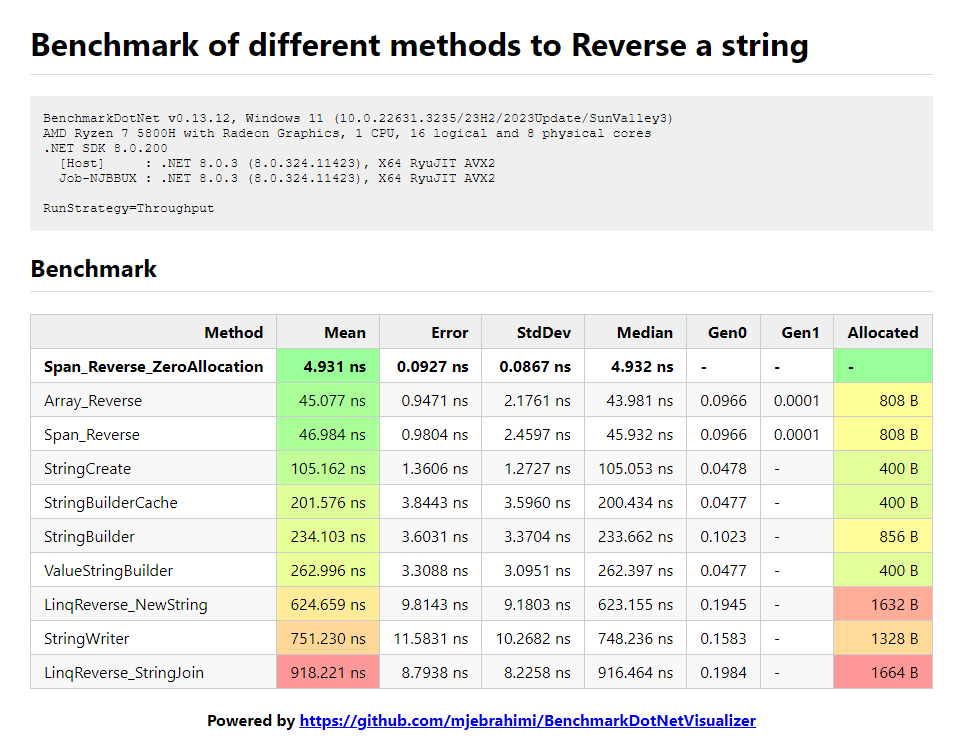 Benchmark of different methods to Reverse a string
BenchmarkDotNet v0.13.12, Windows 11 (10.0.22631.3235/23H2/2023Update/SunValley3)
AMD Ryzen 7 5800H with Radeon Graphics, 1 CPU, 16 logical and 8 physical cores
.NET SDK 8.0.200
[Host]     : .NET 8.0.3 (8.0.324.11423), X64 RyuJIT AVX2
Job-NJBBUX : .NET 8.0.3 (8.0.324.11423), X64 RyuJIT AVX2
RunStrategy=Throughput
Benchmark
Method Mean Error StdDev Median Gen0 Gen1 Allocated
Span_Reverse_ZeroAllocation 4.931 ns 0.0927 ns 0.0867 ns 4.932 ns - - -
Array_Reverse 45.077 ns 0.9471 ns 2.1761 ns 43.981 ns 0.0966 0.0001 808 B
Span_Reverse 46.984 ns 0.9804 ns 2.4597 ns 45.932 ns 0.0966 0.0001 808 B
StringCreate 105.162 ns 1.3606 ns 1.2727 ns 105.053 ns 0.0478 - 400 B
StringBuilderCache 201.576 ns 3.8443 ns 3.5960 ns 200.434 ns 0.0477 - 400 B
StringBuilder 234.103 ns 3.6031 ns 3.3704 ns 233.662 ns 0.1023 - 856 B
ValueStringBuilder 262.996 ns 3.3088 ns 3.0951 ns 262.397 ns 0.0477 - 400 B
LinqReverse_NewString 624.659 ns 9.8143 ns 9.1803 ns 623.155 ns 0.1945 - 1632 B
StringWriter 751.230 ns 11.5831 ns 10.2682 ns 748.236 ns 0.1583 - 1328 B
LinqReverse_StringJoin 918.221 ns 8.7938 ns 8.2258 ns 916.464 ns 0.1984 - 1664 B
Powered by https://github.com/mjebrahimi/BenchmarkDotNetVisualizer